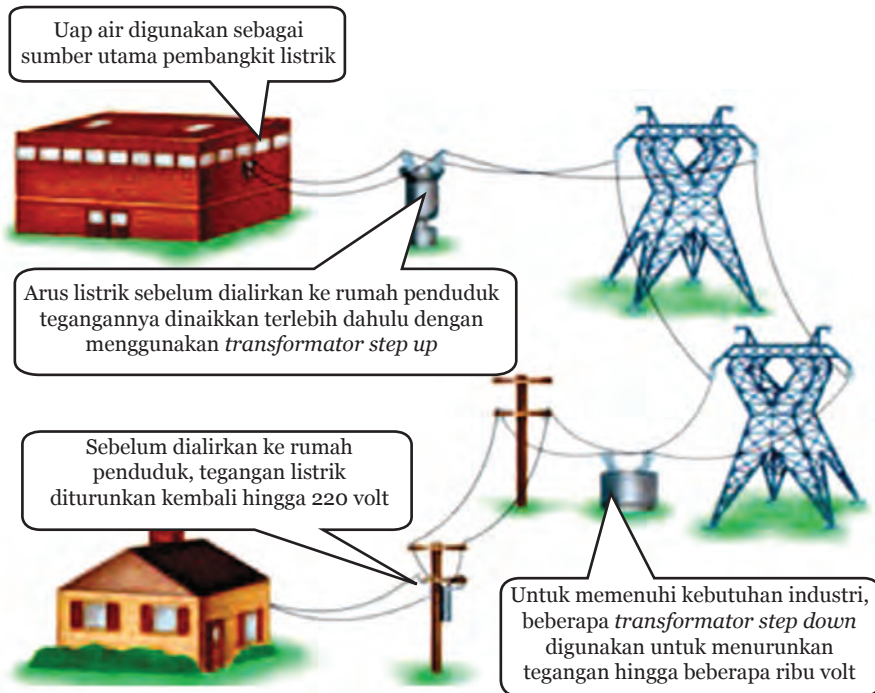 Uap air digunakan sebagai
sumber utama pembangkit listrik
Arus listrik sebelum dialirkan ke rumah penduduk
tegangannya dinaikkan terlebih dahulu dengan
menggunakan transformator step up
Sebelum dialirkan ke rumah
penduduk, tegangan listrik
diturunkan kembali hingga 220 volt
Untuk memenuhi kebutuhan industri,
beberapa transformator step down
digunakan untuk menurunkan
tegangan hingga beberapa ribu volt